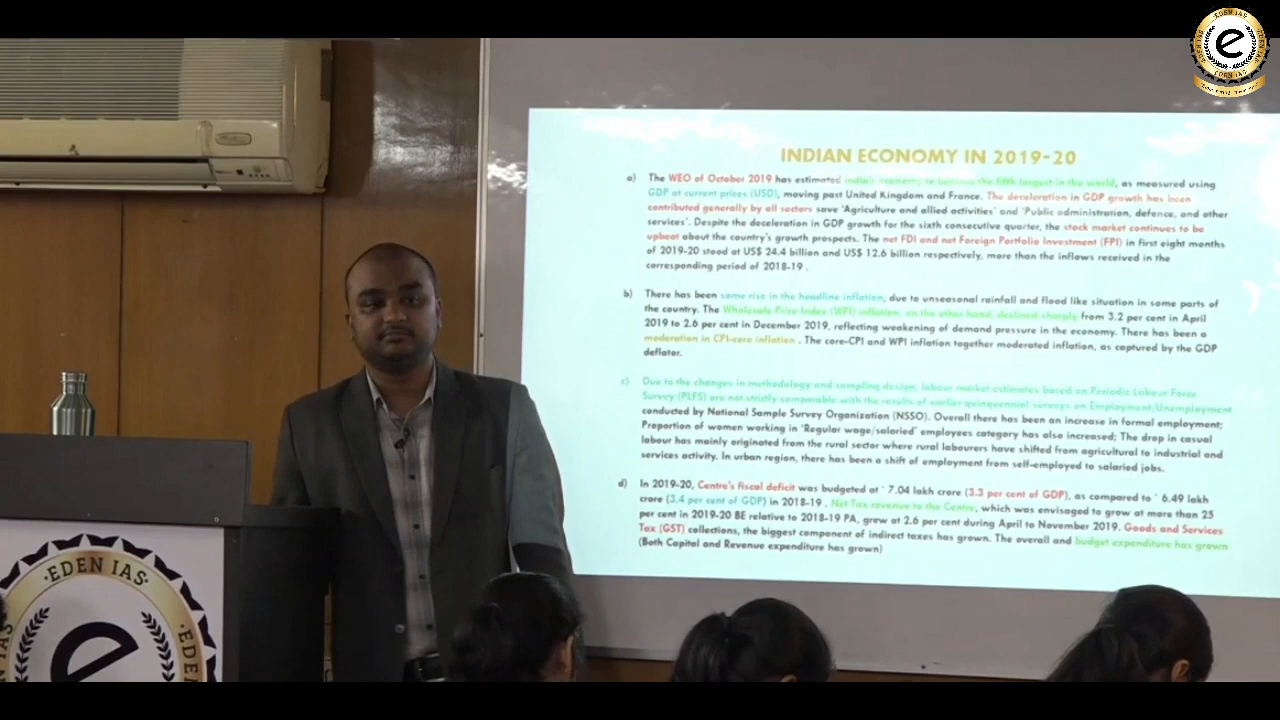 EDEN IAS
e
EDEN IAS
INDIAN ECONOMY IN 2019-20
a) The WEO of October 2019 has estimated india's economy to become the fifth largest in the world, as measured using
GDP at current prices (USD), moving past United Kingdom and France. The deceleration in GDP growth has been
contributed generally by all sectors save 'Agriculture and allied activities' and 'Public administration, defence, and other
services'. Despite the deceleration in GDP growth for the sixth consecutive quarter, the stock market continues to be
upbeat about the country's growth prospects. The net FDI and net Foreign Portfolio Investment (FPI) in first eight months
of 2019-20 stood at US$ 24.4 billion and US$ 12.6 billion respectively, more than the inflows received in the
corresponding period of 2018-19 .
b) There has been some rise in the headline inflation, due to unseasonal rainfall and flood like situation in some parts of
the country. The Wholesale Price Index (WPI) inflation, on the other hand, declined sharply from 3.2 per cent in April
2019 to 2.6 per cent in December 2019, reflecting weakening of demand pressure in the economy. There has been a
moderation in CPI-core inflation . The core-CPI and WPI inflation together moderated inflation, as captured by the GDP
deflator.
c) Due to the changes in methodology and sampling design, labour market estimates based on Periodic Labour Force
Survey (PLFS) are not strictly comparable with the results of earlier quinquennial surveys on Employment/Unemployment
conducted by National Sample Survey Organization (NSSO). Overall there has been an increase in formal employment;
Proportion of women working in 'Regular wage/salaried' employees category has also increased; The drop in casual
labour has mainly originated from the rural sector where rural labourers have shifted from agricultural to industrial and
services activity. In urban region, there has been a shift of employment from self-employed to salaried jobs.
d) In 2019-20, Centre's fiscal deficit was budgeted at ` 7.04 lakh crore (3.3 per cent of GDP), as compared to ` 6.49 lakh
crore (3.4 per cent of GDP) in 2018-19 . Net Tax revenue to the Centre, which was envisaged to grow at more than 25
per cent in 2019-20 BE relative to 2018-19 PA, grew at 2.6 per cent during April to November 2019. Goods and Services
Tax (GST) collections, the biggest component of indirect taxes has grown. The overall and budget expenditure has grown
(Both Capital and Revenue expenditure has grown)
EDEN IAS
e
EDEN IAS